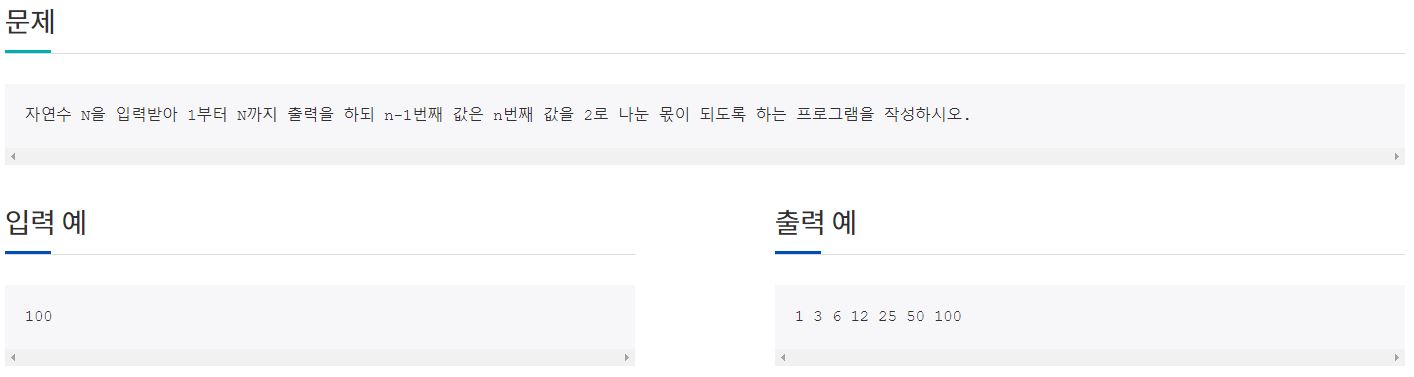 문제
자연수 N을 입력받아 1부터 N까지 출력을 하되 n-1번째 값은 n번째 값을 2로 나눈 몫이 되도록 하는 프로그램을 작성하시오.
입력 예
100
출력 예
1 3 6 12 25 50 100